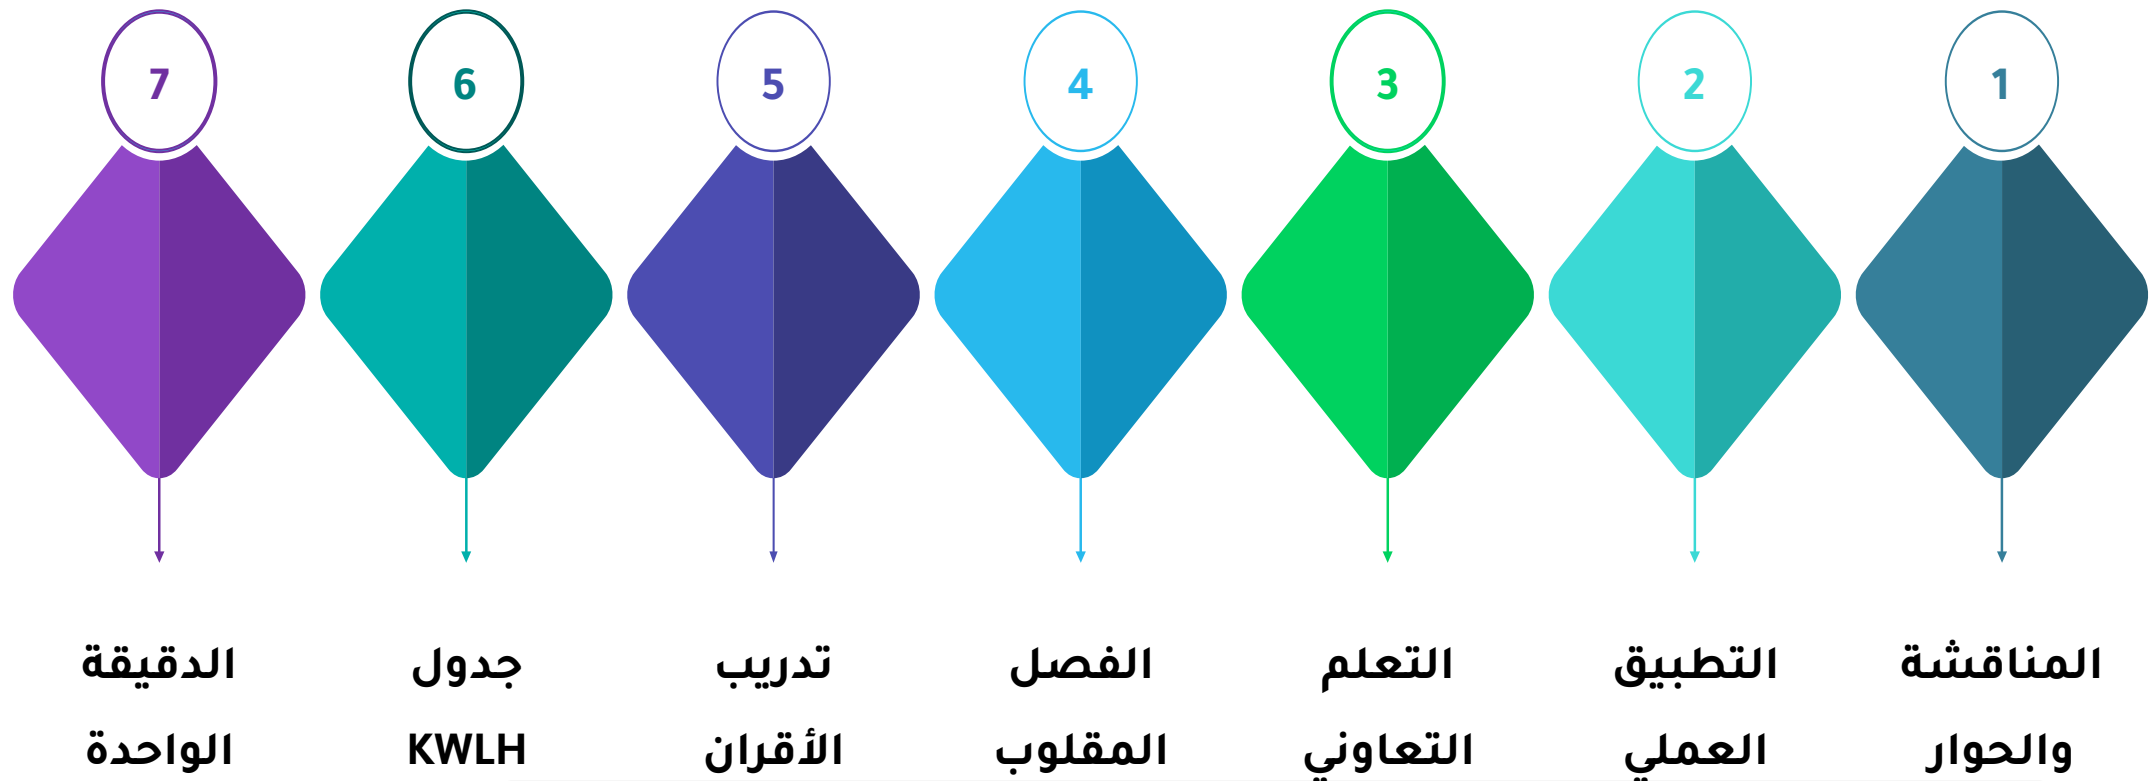 1
2
3
4
5
6
7
المناقشة
والحوار
التطبيق
العملي
التعلم
التعاوني
الفصل
المقلوب
تدريب
الأقران
جدول
KWLH
الدقيقة
الواحدة